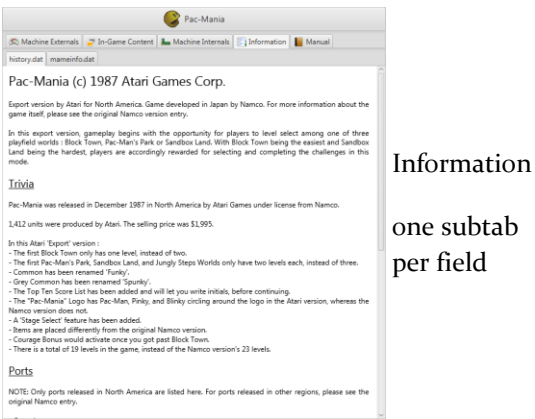 Pac-Mania
Machine Externals In-Game Content Machine Internals Information Manual
history.dat mameinfo.dat
Pac-Mania (c) 1987 Atari Games Corp.
Export version by Atari for North America. Game developed in Japan by Namco. For more information about the
game itself, please see the original Namco version entry.
In this export version, gameplay begins with the opportunity for players to level select among one of three
playfield worlds : Block Town, Pac-Man's Park or Sandbox Land. With Block Town being the easiest and Sandbox
Land being the hardest, players are accordingly rewarded for selecting and completing the challenges in this
mode.
Trivia
Pac-Mania was released in December 1987 in North America by Atari Games under license from Namco.
1,412 units were produced by Atari. The selling price was $1,995.
In this Atari 'Export' version :
- The first Block Town only has one level, instead of two.
- The first Pac-Man's Park, Sandbox Land, and Jungly Steps Worlds only have two levels each, instead of three.
- Common has been renamed 'Funky'.
- Grey Common has been renamed 'Spunky'.
- The Top Ten Score List has been added and will let you write initials, before continuing.
- The "Pac-Mania" Logo has Pac-Man, Pinky, and Blinky circling around the logo in the Atari version, whereas the
Namco version does not.
- A 'Stage Select' feature has been added.
- Items are placed differently from the original Namco version.
- Courage Bonus would activate once you got past Block Town.
- There is a total of 19 levels in the game, instead of the Namco version's 23 levels.
Ports
NOTE: Only ports released in North America are listed here. For ports released in other regions, please see the
original Namco entry.
Information
one subtab
per field